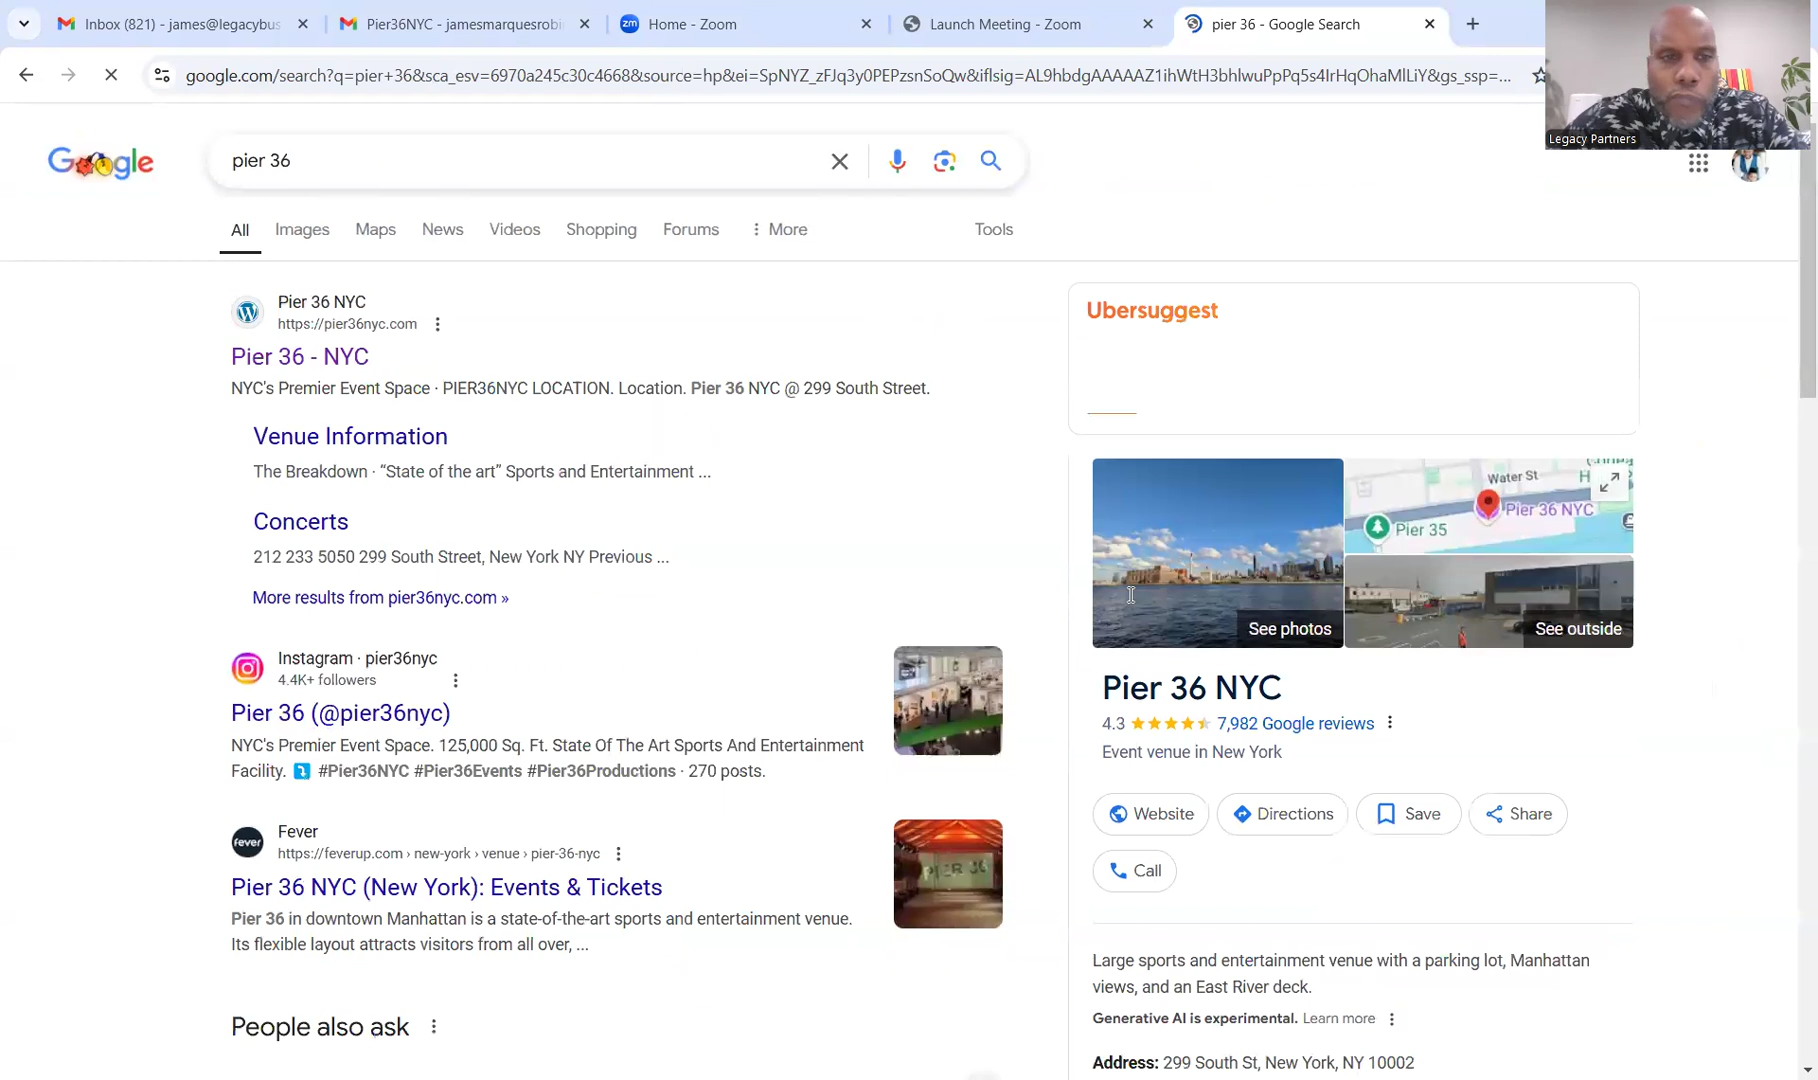 Inbox (821) - james@legacybus
Pier36NYC - jamesmarquesrobi
zm
Home - Zoom
Launch Meeting - Zoom
pier 36 - Google Search
google.com/search?q=pier+36&sca_esv=6970a245c30c4668&source=hp&ei=SpNYZ_zFJq3y0PEPzsnSoQw&iflsig=AL9hbdgAAAAAZ1ihWtH3bhlwuPpPq5s4IrHqOhaMlLiY&gs_ssp=...
Legacy Partners
Google
pier 36
All
Images
Maps
News
Videos
Shopping
Forums
More
Tools
Pier 36 NYC
https://pier36nyc.com
Pier 36 - NYC
NYC's Premier Event Space · PIER36NYC LOCATION. Location. Pier 36 NYC @ 299 South Street.
Venue Information
The Breakdown · “State of the art” Sports and Entertainment ...
Concerts
212 233 5050 299 South Street, New York NY Previous ...
More results from pier36nyc.com »
Instagram · pier36nyc
4.4K+ followers
Pier 36 (@pier36nyc)
NYC's Premier Event Space. 125,000 Sq. Ft. State Of The Art Sports And Entertainment
Facility. #Pier36NYC #Pier36Events #Pier36Productions · 270 posts.
fever
Fever
https://feverup.com › new-york › venue › pier-36-nyc
Pier 36 NYC (New York): Events & Tickets
Pier 36 in downtown Manhattan is a state-of-the-art sports and entertainment venue.
Its flexible layout attracts visitors from all over, ...
PIER 36
People also ask
Ubersuggest
Water St
Pier 36 NYC
Pier 35
See photos
See outside
Pier 36 NYC
4.3 7,982 Google reviews
Event venue in New York
Website
Directions
Save
Share
Call
Large sports and entertainment venue with a parking lot, Manhattan
views, and an East River deck.
Generative AI is experimental. Learn more
Address: 299 South St, New York, NY 10002